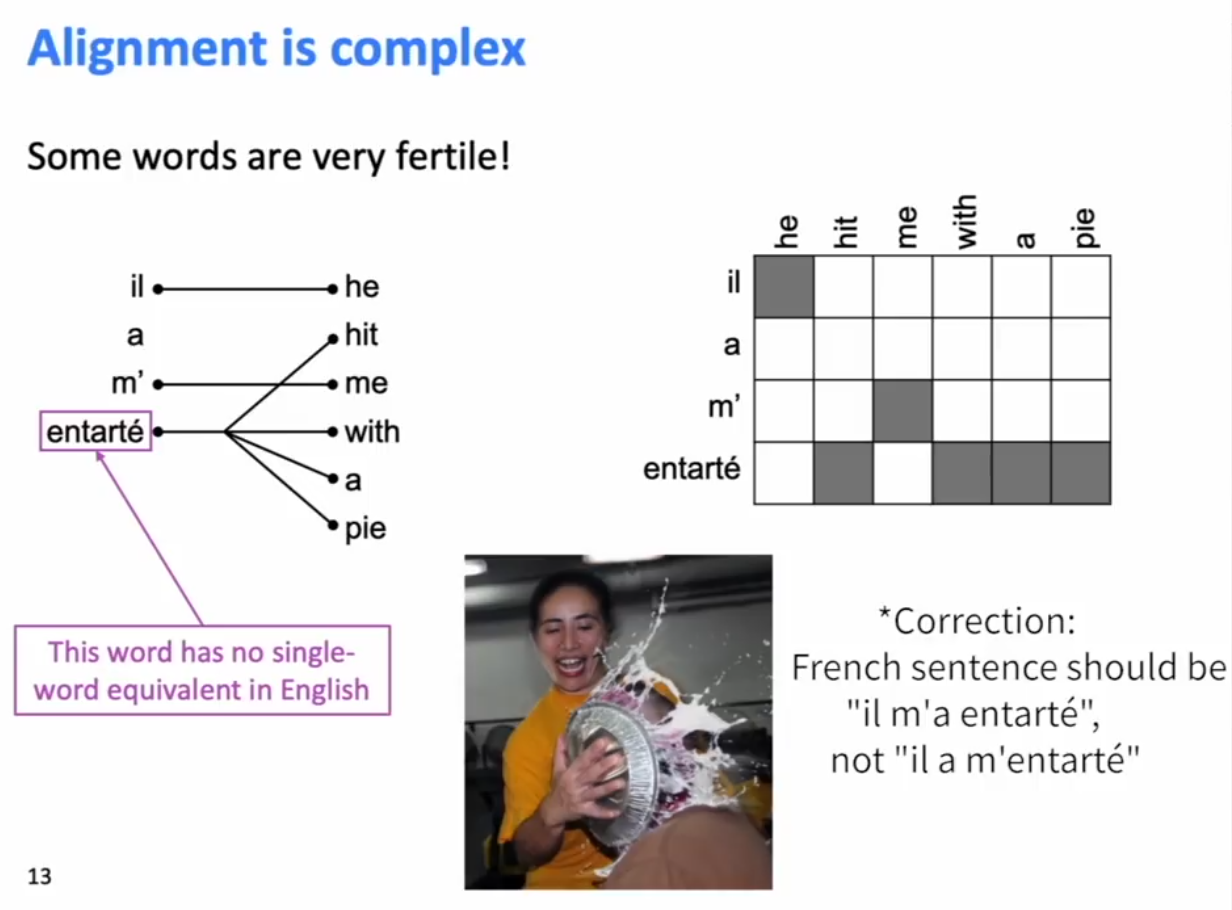 Alignment is complex
Some words are very fertile!
il he
a hit
m’ me
entarté with
a
pie
This word has no single-
word equivalent in English
he hit me with a pie
il
a
m’
entarté
*Correction:
French sentence should be
"il m'a entarté",
not "il a m'entarté"
13